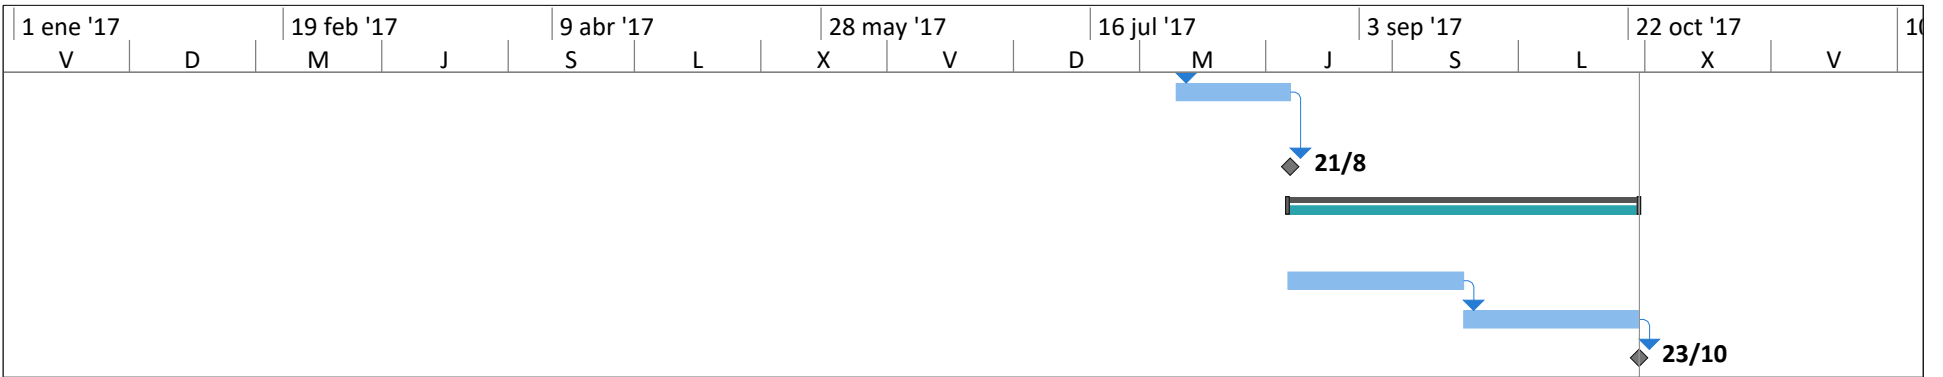 1 ene '17 19 feb '17 9 abr '17 28 may '17 16 jul '17 3 sep '17 22 oct '17
V D M J S L X V D M J S L X V
21/8
23/10